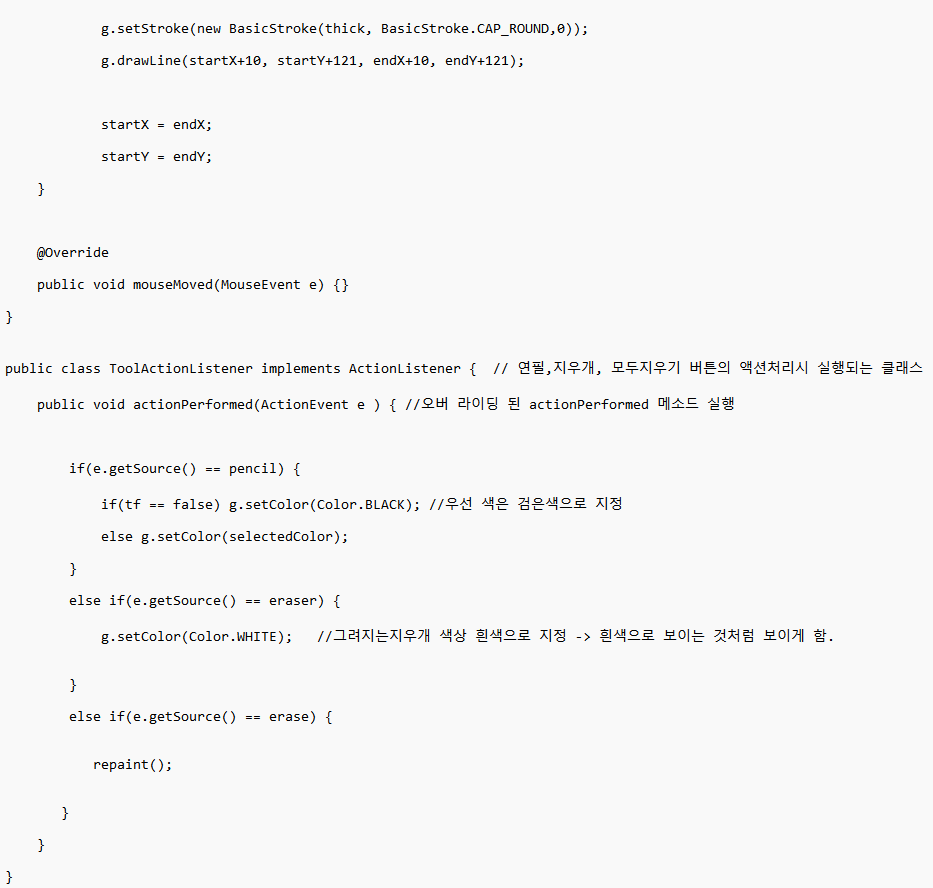 g.setStroke(new BasicStroke(thick, BasicStroke.CAP_ROUND,0));
g.drawLine(startX+10, startY+121, endX+10, endY+121);
startX = endX;
startY = endY;
}
@Override
public void mouseMoved(MouseEvent e) {}
}
public class ToolActionListener implements ActionListener {  // 연필,지우개, 모두지우기 버튼의 액션처리시 실행되는 클래스
public void actionPerformed(ActionEvent e ) { //오버 라이딩 된 actionPerformed 메소드 실행
if(e.getSource() == pencil) {
if(tf == false) g.setColor(Color.BLACK); //우선 색은 검은색으로 지정
else g.setColor(selectedColor);
}
else if(e.getSource() == eraser) {
g.setColor(Color.WHITE);   //그려지는지우개 색상 흰색으로 지정 -> 흰색으로 보이는 것처럼 보이게 함.
}
else if(e.getSource() == erase) {
repaint();
}
}
}